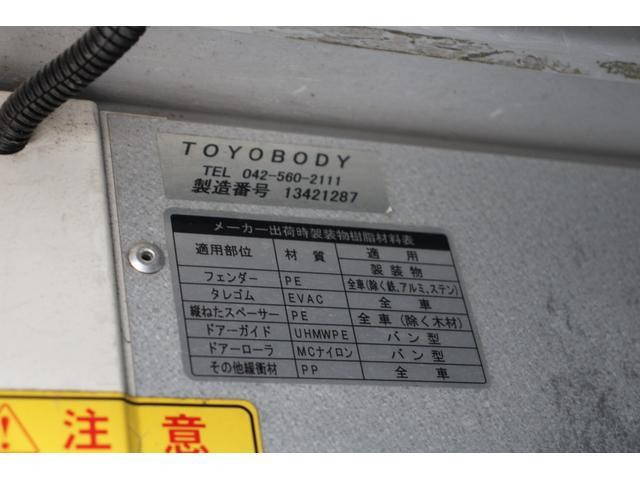 TOYOBODY
TEL 042-560-2111
製造番号 13421287
メーカー出荷時製装物樹脂材料表
適用部位 材質 適用
製装物
フェンダー PE 全車(除く鉄,アルミ,ステン)
タレゴム EVAC 全車
縦ねたスペーサー PE 全車(除く木材)
ドアーガイド UHMWPE バン型
ドアーローラ MCナイロン バン型
その他緩衝材 PP 全車
注意